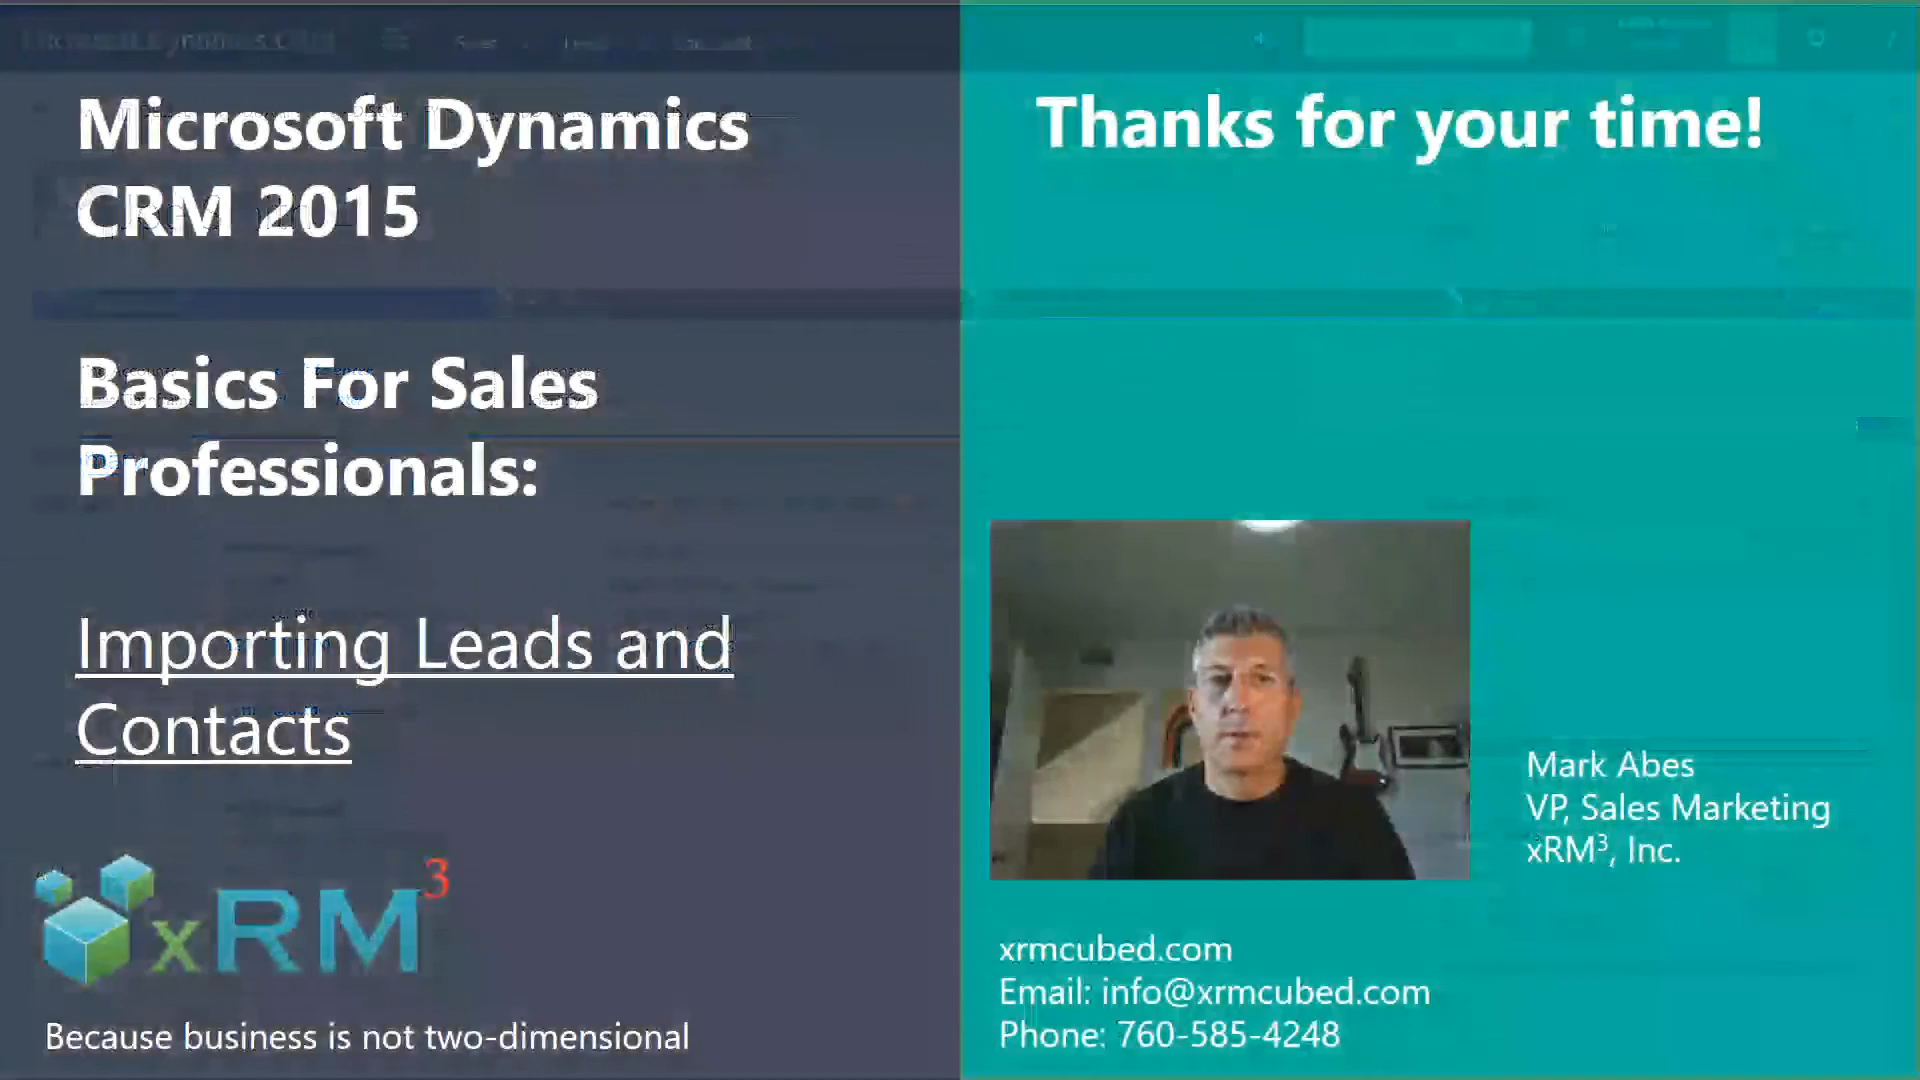 Microsoft Dynamics
CRM 2015
Basics For Sales
Professionals:
Importing Leads and
Contacts
xRM3
Because business is not two-dimensional
Thanks for your time!
Mark Abes
VP, Sales Marketing
xRM³, Inc.
xrmcubed.com
Email: info@xrmcubed.com
Phone: 760-585-4248